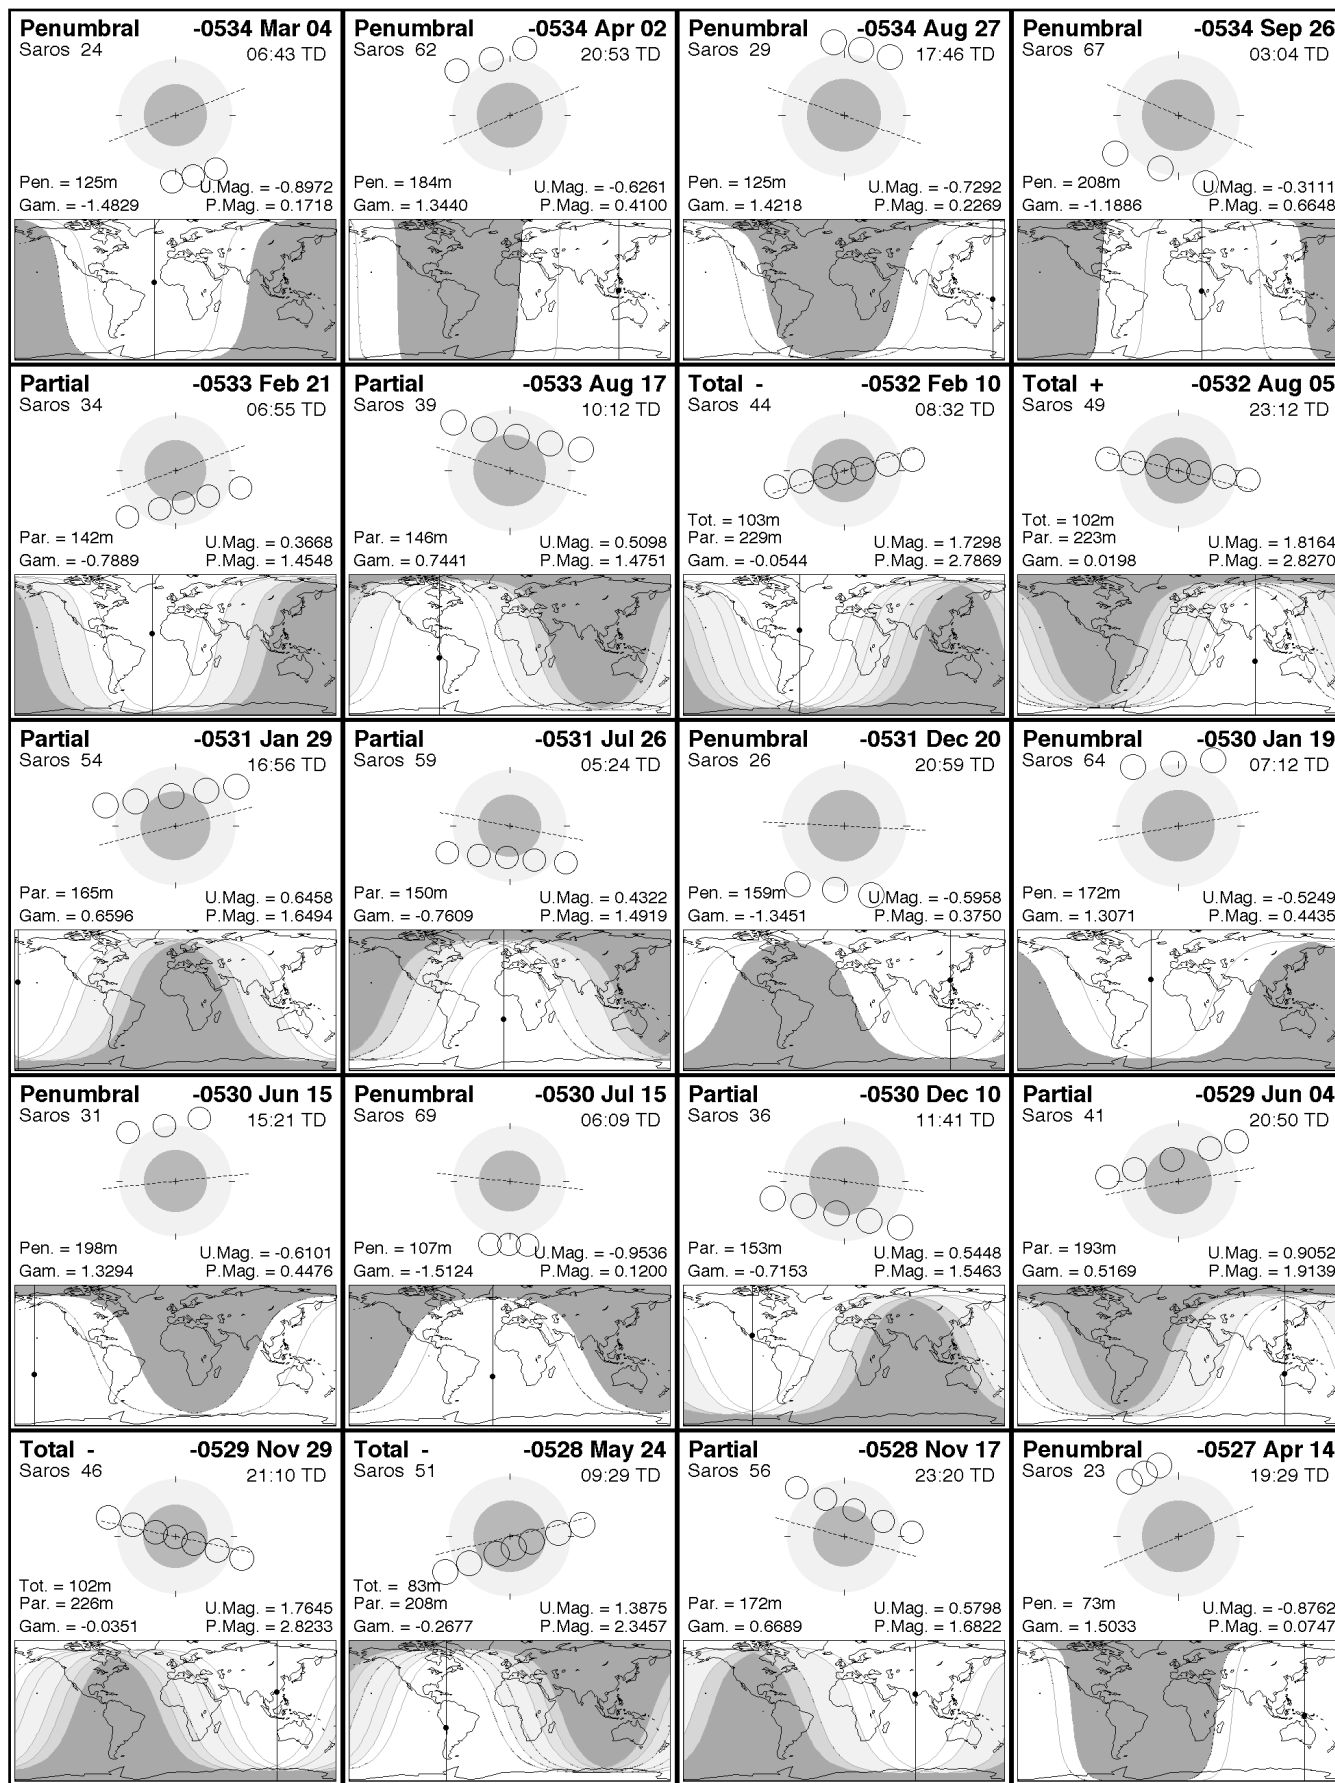 Penumbral -0534 Mar 04
Saros 24 06:43 TD
Pen. = 125m U.Mag. = -0.8972
Gam. = -1.4829 P.Mag. = 0.1718
Penumbral -0534 Apr 02
Saros 62 20:53 TD
Pen. = 184m U.Mag. = -0.6261
Gam. = 1.3440 P.Mag. = 0.4100
Penumbral -0534 Aug 27
Saros 29 17:46 TD
Pen. = 125m U.Mag. = -0.7292
Gam. = 1.4218 P.Mag. = 0.2269
Penumbral -0534 Sep 26
Saros 67 03:04 TD
Pen. = 208m U.Mag. = -0.3111
Gam. = -1.1886 P.Mag. = 0.6648
Partial -0533 Feb 21
Saros 34 06:55 TD
Par. = 142m U.Mag. = 0.3668
Gam. = -0.7889 P.Mag. = 1.4548
Partial -0533 Aug 17
Saros 39 10:12 TD
Par. = 146m U.Mag. = 0.5098
Gam. = 0.7441 P.Mag. = 1.4751
Total - -0532 Feb 10
Saros 44 08:32 TD
Tot. = 103m
Par. = 229m U.Mag. = 1.7298
Gam. = -0.0544 P.Mag. = 2.7869
Total + -0532 Aug 05
Saros 49 23:12 TD
Tot. = 102m
Par. = 223m U.Mag. = 1.8164
Gam. = 0.0198 P.Mag. = 2.8270
Partial -0531 Jan 29
Saros 54 16:56 TD
Par. = 165m U.Mag. = 0.6458
Gam. = 0.6596 P.Mag. = 1.6494
Partial -0531 Jul 26
Saros 59 05:24 TD
Par. = 150m U.Mag. = 0.4322
Gam. = -0.7609 P.Mag. = 1.4919
Penumbral -0531 Dec 20
Saros 26 20:59 TD
Pen. = 159m U.Mag. = -0.5958
Gam. = -1.3451 P.Mag. = 0.3750
Penumbral -0530 Jan 19
Saros 64 07:12 TD
Pen. = 172m U.Mag. = -0.5249
Gam. = 1.3071 P.Mag. = 0.4435
Penumbral -0530 Jun 15
Saros 31 15:21 TD
Pen. = 198m U.Mag. = -0.6101
Gam. = 1.3294 P.Mag. = 0.4476
Penumbral -0530 Jul 15
Saros 69 06:09 TD
Pen. = 107m U.Mag. = -0.9536
Gam. = -1.5124 P.Mag. = 0.1200
Partial -0530 Dec 10
Saros 36 11:41 TD
Par. = 153m U.Mag. = 0.5448
Gam. = -0.7153 P.Mag. = 1.5463
Partial -0529 Jun 04
Saros 41 20:50 TD
Par. = 193m U.Mag. = 0.9052
Gam. = 0.5169 P.Mag. = 1.9139
Total - -0529 Nov 29
Saros 46 21:10 TD
Tot. = 102m
Par. = 226m U.Mag. = 1.7645
Gam. = -0.0351 P.Mag. = 2.8233
Total - -0528 May 24
Saros 51 09:29 TD
Tot. = 83m
Par. = 208m U.Mag. = 1.3875
Gam. = -0.2677 P.Mag. = 2.3457
Partial -0528 Nov 17
Saros 56 23:20 TD
Par. = 172m U.Mag. = 0.5798
Gam. = 0.6689 P.Mag. = 1.6822
Penumbral -0527 Apr 14
Saros 23 19:29 TD
Pen. = 73m U.Mag. = -0.8762
Gam. = 1.5033 P.Mag. = 0.0747